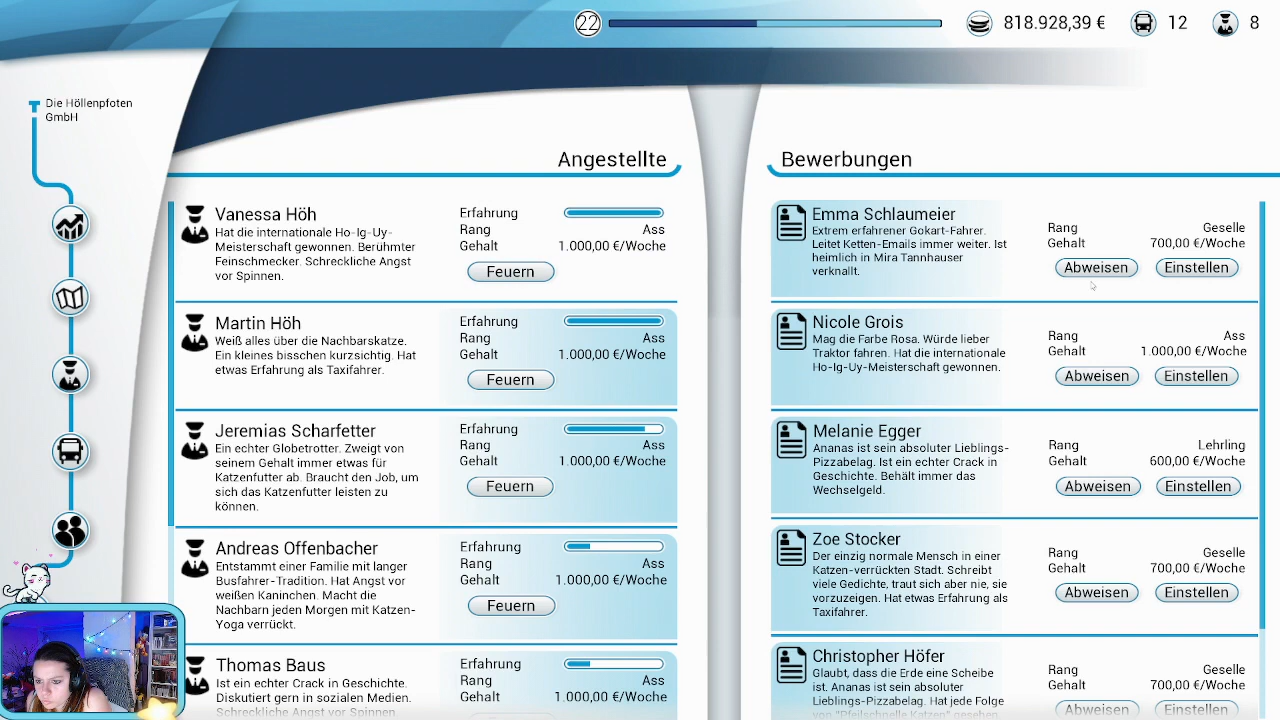 22
818.928,39 €
12
8
Die Höllenpfoten
GmbH
Angestellte
Vanessa Höh
Hat die internationale Ho-Ig-Uy-
Meisterschaft gewonnen. Berühmter
Feinschmecker. Schreckliche Angst
vor Spinnen.
Erfahrung
Rang Ass
Gehalt 1.000,00 €/Woche
Feuern
Martin Höh
Weiß alles über die Nachbarskatze.
Ein kleines bisschen kurzsichtig. Hat
etwas Erfahrung als Taxifahrer.
Erfahrung
Rang Ass
Gehalt 1.000,00 €/Woche
Feuern
Jeremias Scharfetter
Ein echter Globetrotter. Zweigt von
seinem Gehalt immer etwas für
Katzenfutter ab. Braucht den Job, um
sich das Katzenfutter leisten zu
können.
Erfahrung
Rang Ass
Gehalt 1.000,00 €/Woche
Feuern
Andreas Offenbacher
Entstammt einer Familie mit langer
Busfahrer-Tradition. Hat Angst vor
weißen Kaninchen. Macht die
Nachbarn jeden Morgen mit Katzen-
Yoga verrückt.
Erfahrung
Rang Ass
Gehalt 1.000,00 €/Woche
Feuern
Thomas Baus
Ist ein echter Crack in Geschichte.
Diskutiert gern in sozialen Medien.
Schreckliche Angst vor Spinnen
Erfahrung
Rang Ass
Gehalt 1.000,00 €/Woche
Bewerbungen
Emma Schlaumeier
Extrem erfahrener Gokart-Fahrer.
Leitet Ketten-Emails immer weiter. Ist
heimlich in Mira Tannhauser
verknallt.
Rang Geselle
Gehalt 700,00 €/Woche
Abweisen Einstellen
Nicole Grois
Mag die Farbe Rosa. Würde lieber
Traktor fahren. Hat die internationale
Ho-Ig-Uy-Meisterschaft gewonnen.
Rang Ass
Gehalt 1.000,00 €/Woche
Abweisen Einstellen
Melanie Egger
Ananas ist sein absoluter Lieblings-
Pizzabelag. Ist ein echter Crack in
Geschichte. Behält immer das
Wechselgeld.
Rang Lehrling
Gehalt 600,00 €/Woche
Abweisen Einstellen
Zoe Stocker
Der einzig normale Mensch in einer
Katzen-verrückten Stadt. Schreibt
viele Gedichte, traut sich aber nie, sie
vorzuzeigen. Hat etwas Erfahrung als
Taxifahrer.
Rang Geselle
Gehalt 700,00 €/Woche
Abweisen Einstellen
Christopher Höfer
Glaubt, dass die Erde eine Scheibe
ist. Ananas ist sein absoluter
Lieblings-Pizzabelag. Hat jede Folge
von "Pfeilschnelle Katzen" gesehen
Rang Geselle
Gehalt 700,00 €/Woche
Abweisen Einstellen